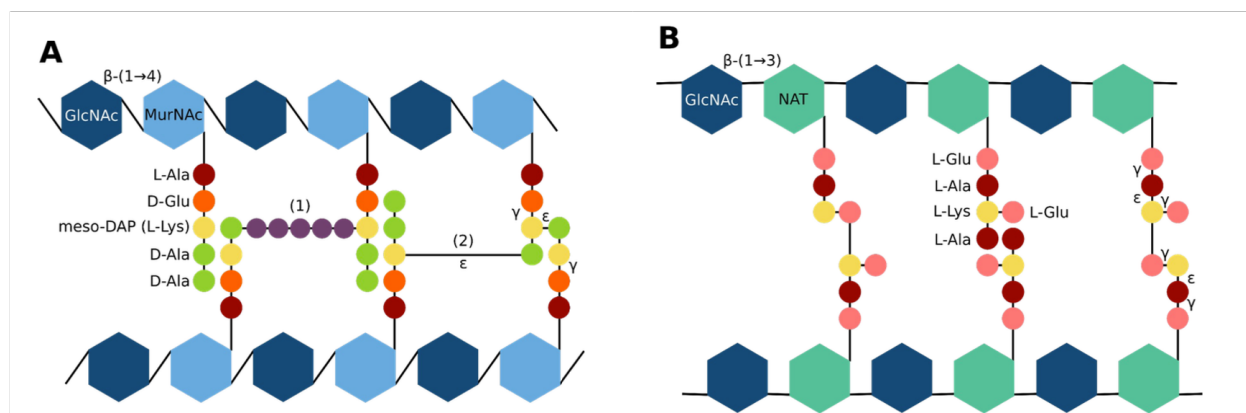 A
β-(1→4)
GlcNAc
MurNAc
L-Ala
D-Glu
(1)
meso-DAP (L-Lys)
γ
ε
D-Ala
(2)
ε
γ
D-Ala
B
β-(1→3)
GlcNAc
NAT
L-Glu
γ
L-Ala
ε
γ
L-Lys
L-Glu
L-Ala
γ
ε
γ